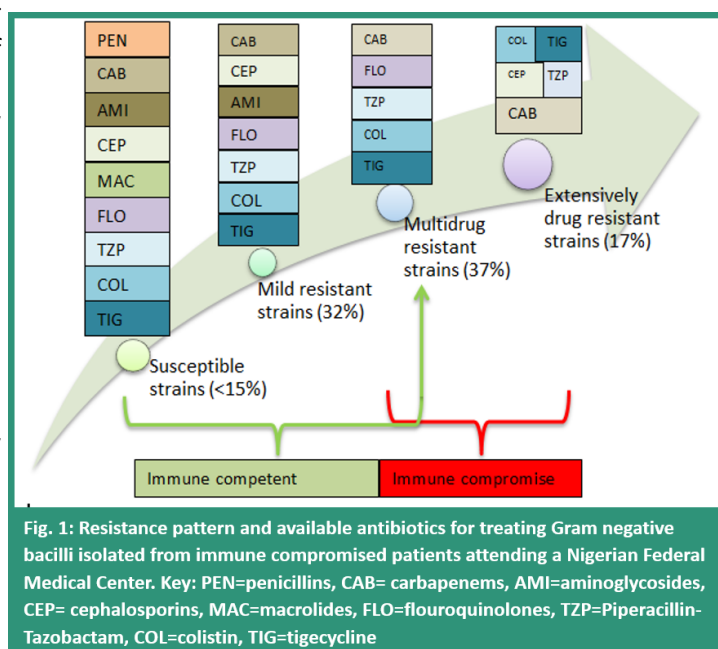 PEN
CAB
AMI
CEP
MAC
FLO
TZP
COL
TIG
CAB
CEP
AMI
FLO
TZP
COL
TIG
CAB
FLO
TZP
COL
TIG
COL TIG
CEP TZP
CAB
Susceptible
strains (<15%)
Mild resistant
strains (32%)
Multidrug
resistant
strains (37%)
Extensively
drug resistant
strains (17%)
Immune competent
Immune compromise
Fig. 1: Resistance pattern and available antibiotics for treating Gram negative
bacilli isolated from immune compromised patients attending a Nigerian Federal
Medical Center. Key: PEN=penicillins, CAB= carbapenems, AMI=aminoglycosides,
CEP= cephalosporins, MAC=macrolides, FLO=flouroquinolones, TZP=Piperacillin-
Tazobactam, COL=colistin, TIG=tigecycline